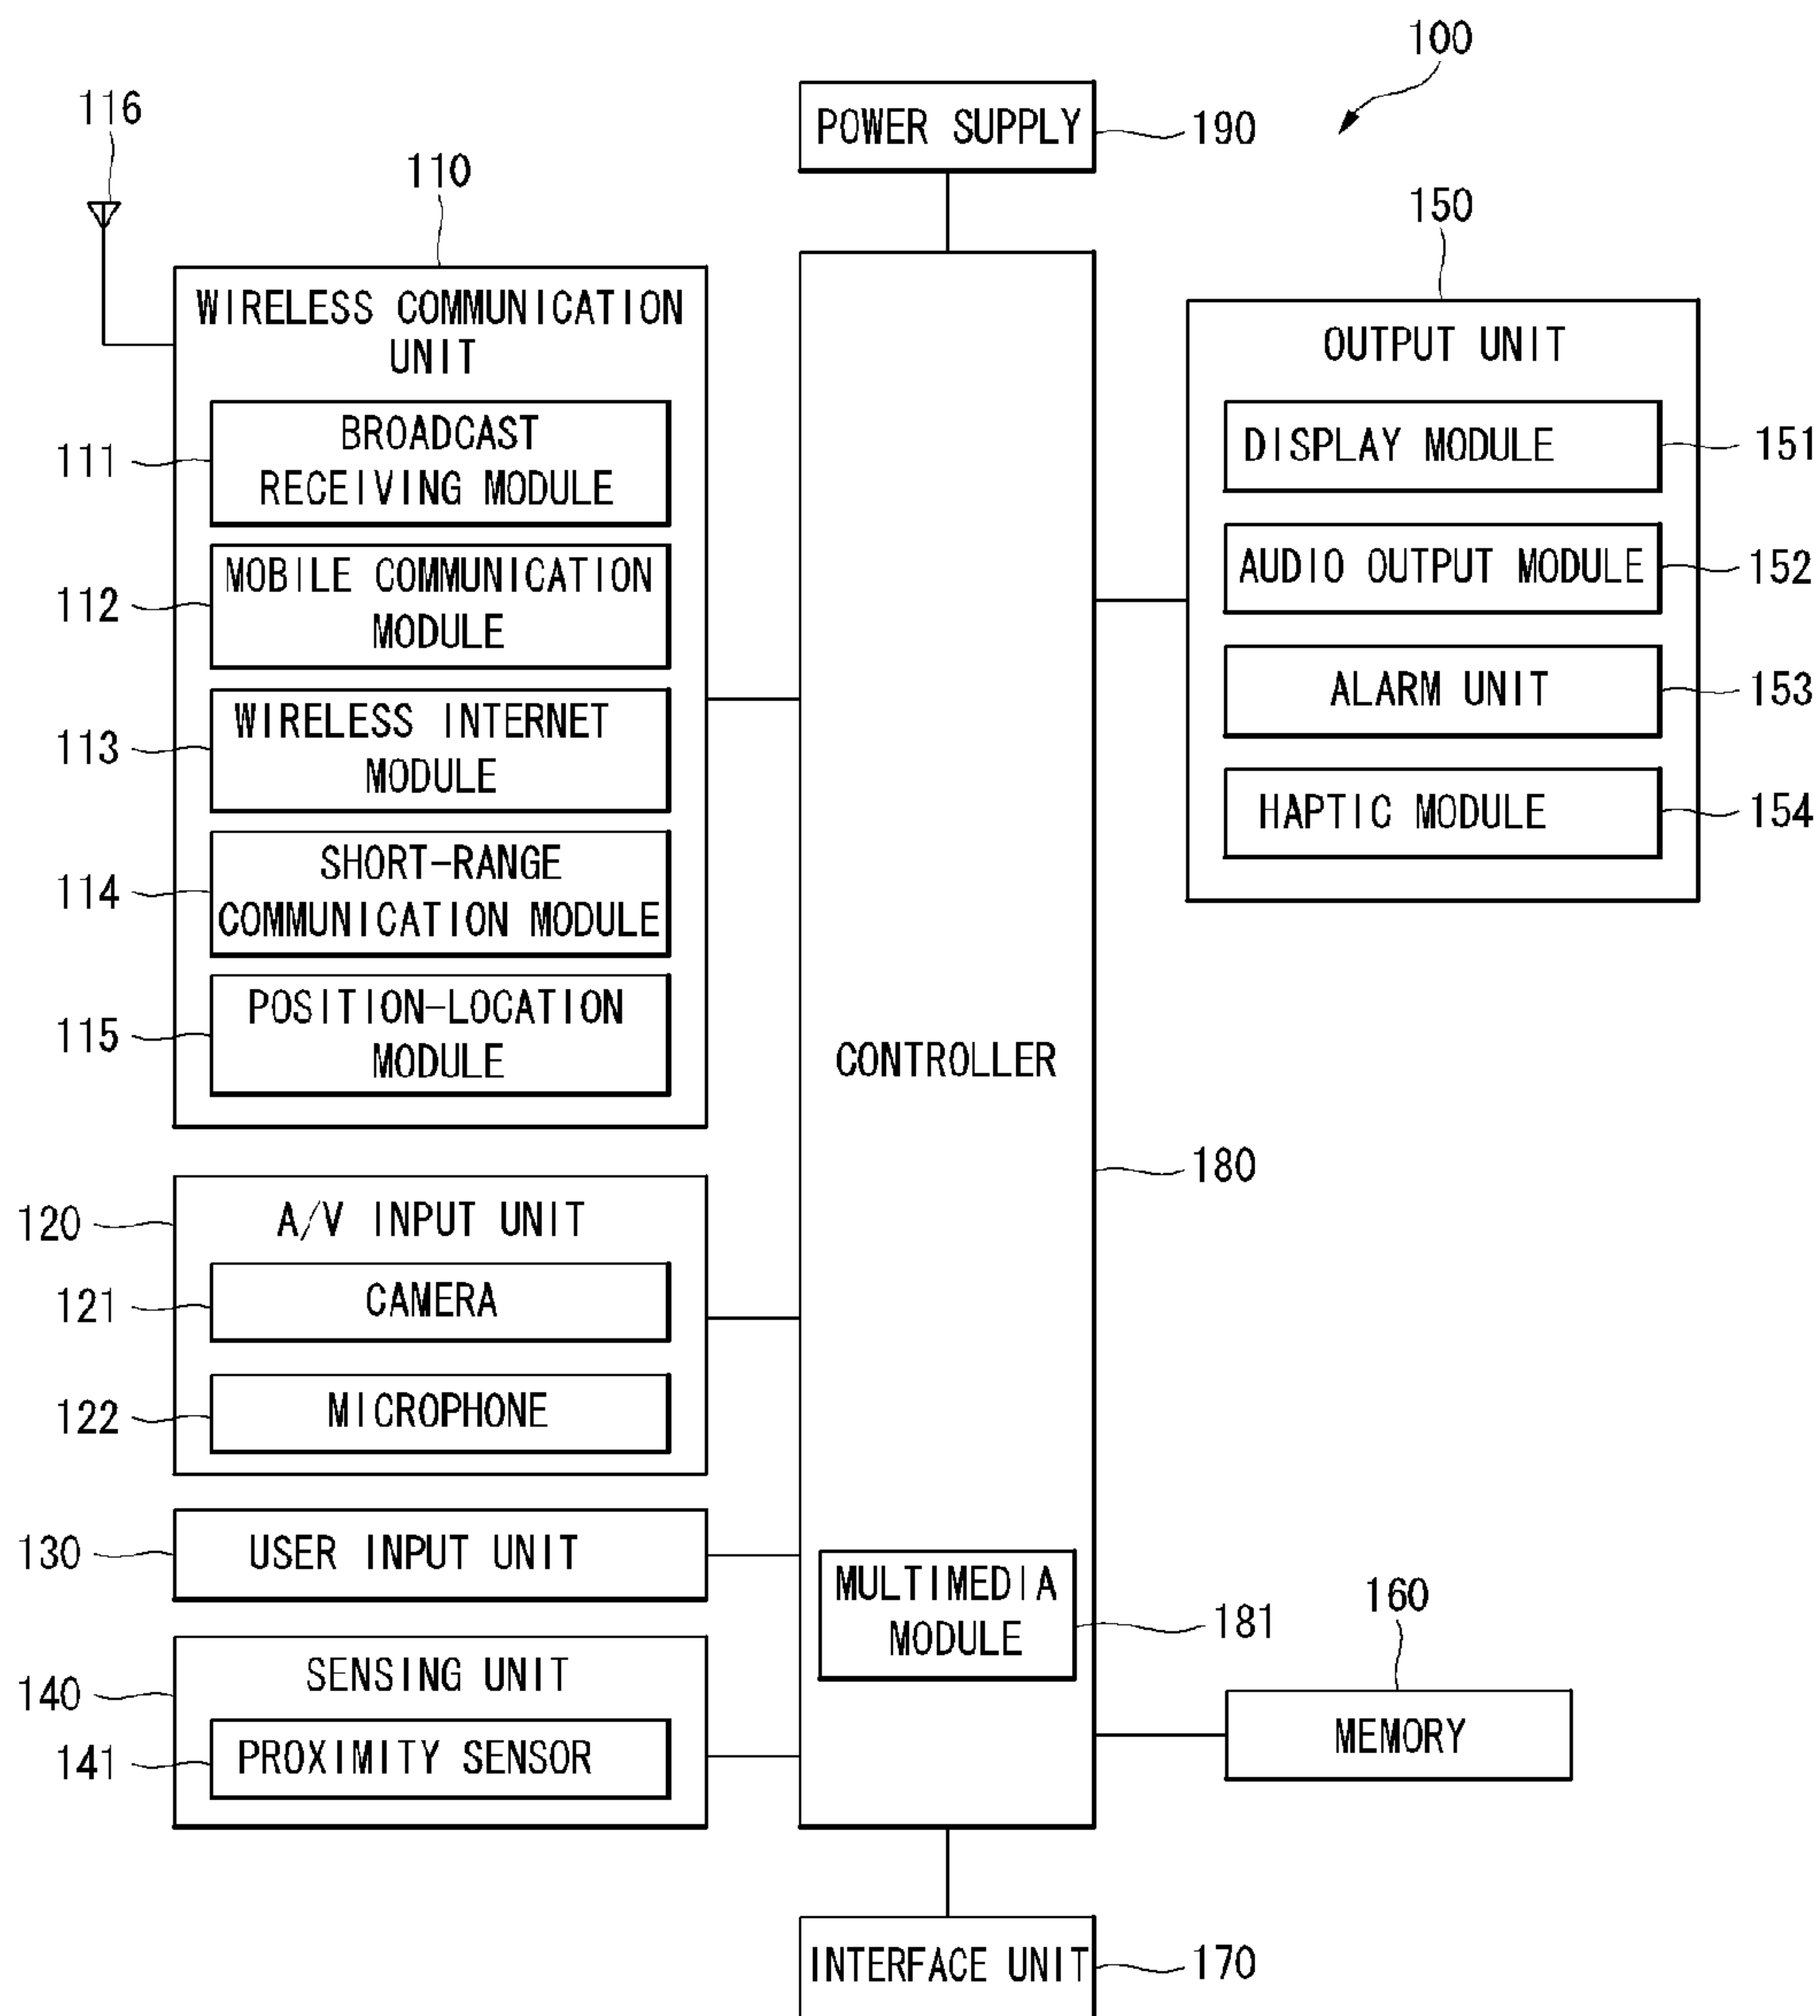 100
116
POWER SUPPLY
190
110
150
WIRELESS COMMUNICATION
UNIT
OUTPUT UNIT
BROADCAST
RECEIVING MODULE
111
DISPLAY MODULE
151
MOBILE COMMUNICATION
MODULE
112
AUDIO OUTPUT MODULE
152
WIRELESS INTERNET
MODULE
113
ALARM UNIT
153
SHORT-RANGE
COMMUNICATION MODULE
114
HAPTIC MODULE
154
POSITION-LOCATION
MODULE
115
CONTROLLER
180
120
A/V INPUT UNIT
121
CAMERA
122
MICROPHONE
130
USER INPUT UNIT
MULTIMEDIA
MODULE
181
160
140
SENSING UNIT
141
PROXIMITY SENSOR
MEMORY
INTERFACE UNIT
170